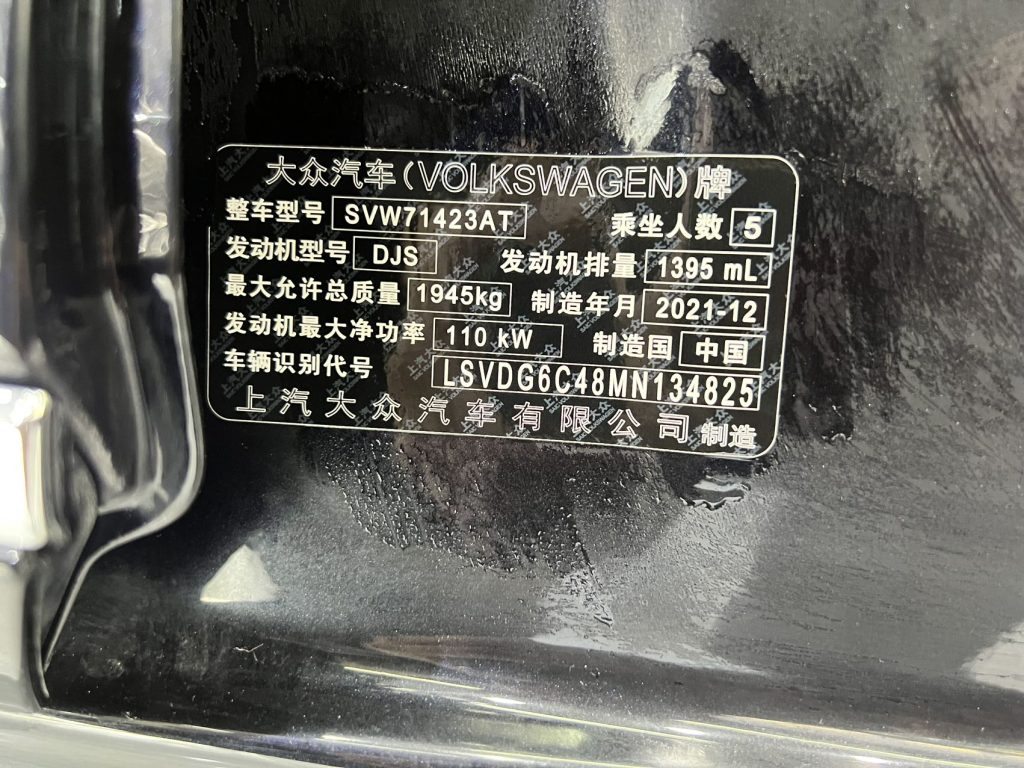 大众汽车(VOLKSWAGEN)牌
整车型号 SVW71423AT 乘坐人数 5
发动机型号 DJS 发动机排量 1395 mL
最大允许总质量 1945kg 制造年月 2021-12
发动机最大净功率 110 kW 制造国 中国
车辆识别代号 LSVDG6C48MN134825
上汽大众汽车有限公司 制造